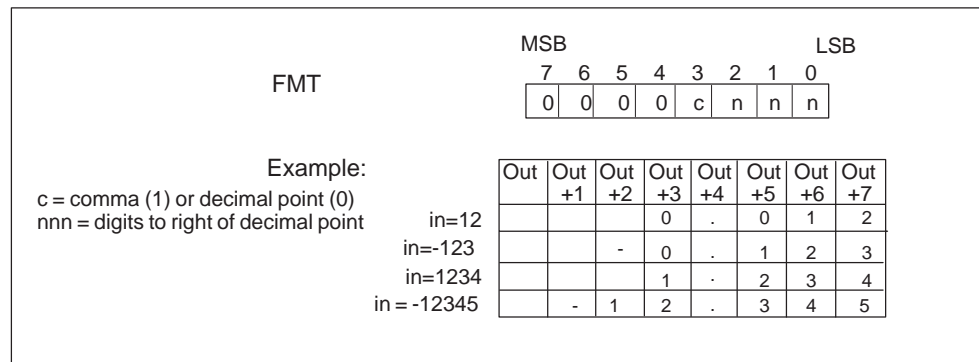 MSB LSB
FMT
7 6 5 4 3 2 1 0
0 0 0 0 c n n n
Example:
c = comma (1) or decimal point (0)
nnn = digits to right of decimal point
Out Out Out Out Out Out Out Out
+1 +2 +3 +4 +5 +6 +7
in=12 0 . 0 1 2
in=-123 - 0 . 1 2 3
in=1234 1 . 2 3 4
in = -12345 - 1 2 . 3 4 5